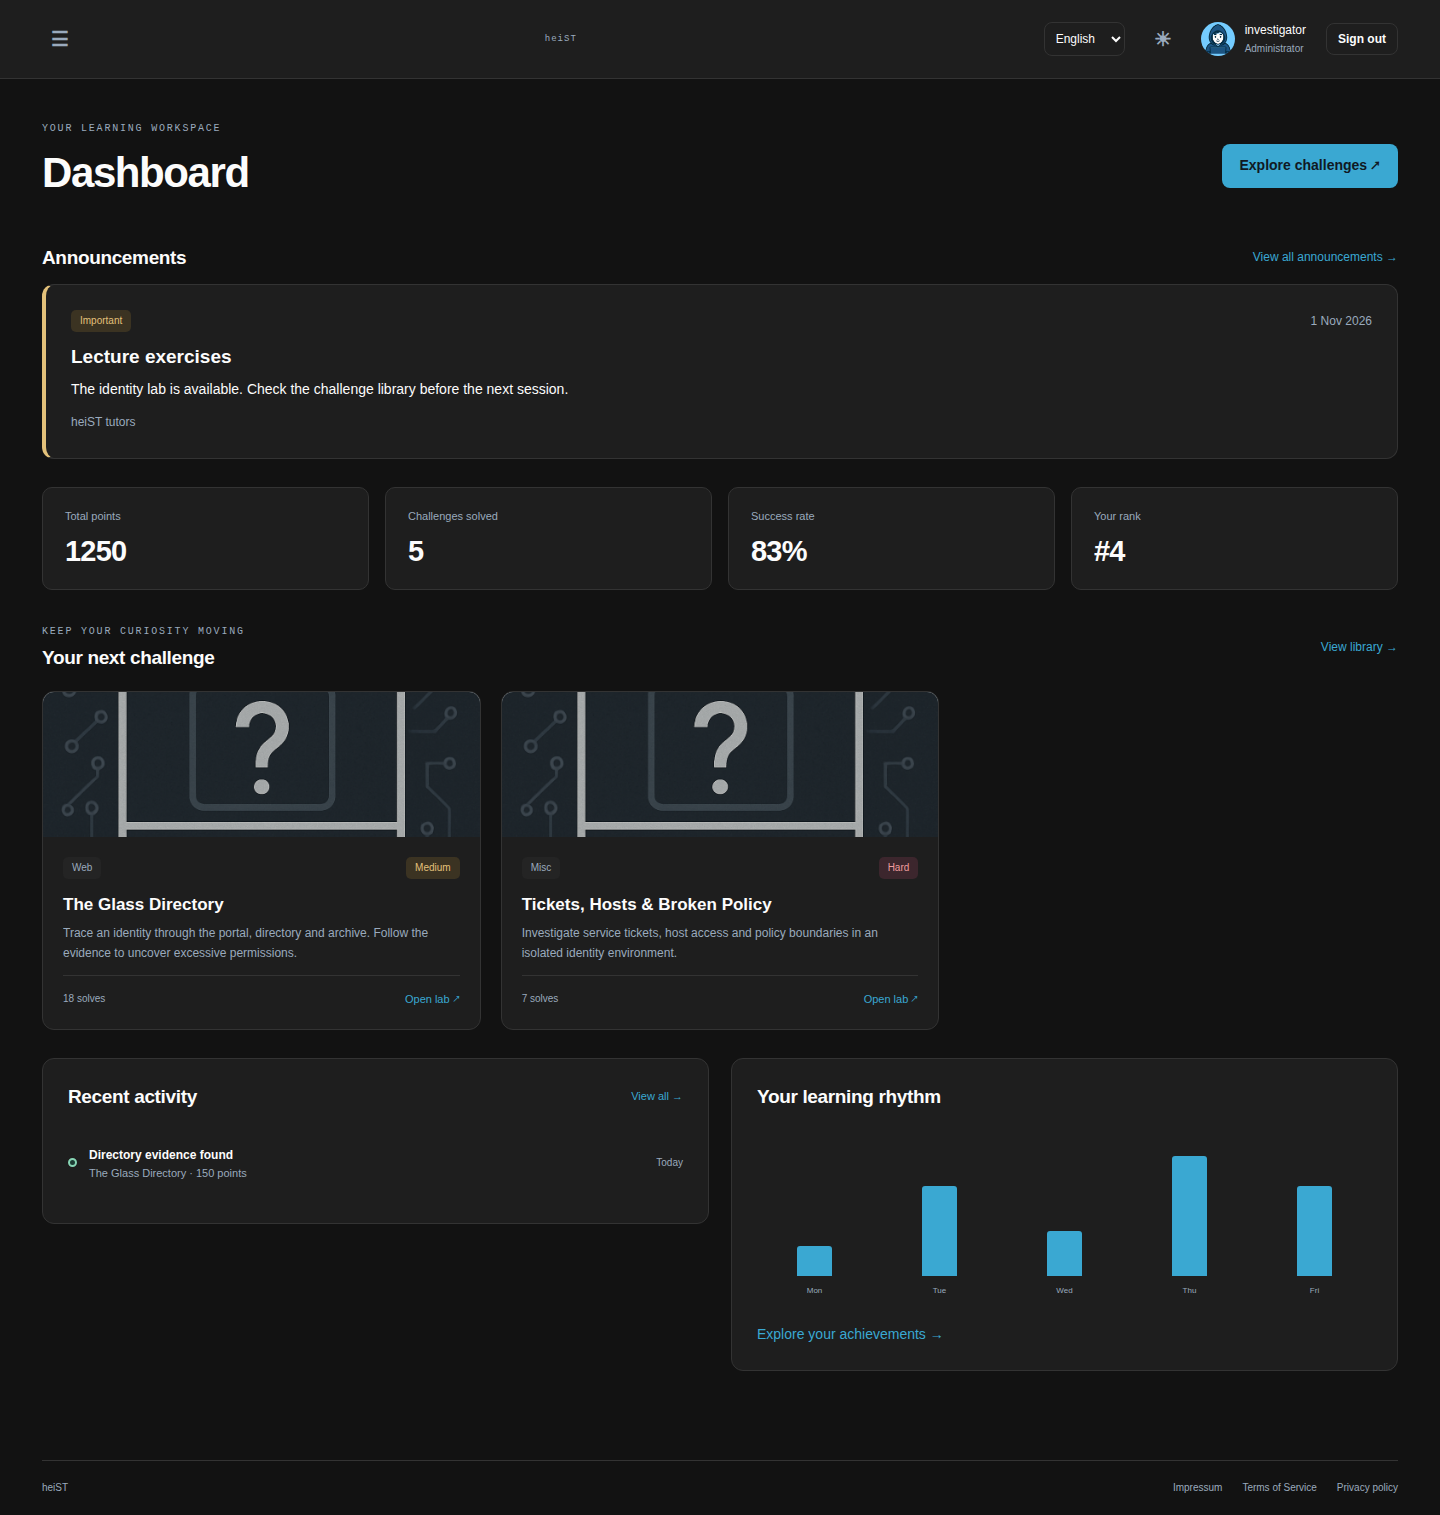 heiST
English
investigator
Administrator
Sign out
YOUR LEARNING WORKSPACE
Dashboard
Explore challenges ↗
Announcements
View all announcements →
Important
1 Nov 2026
Lecture exercises
The identity lab is available. Check the challenge library before the next session.
heiST tutors
Total points
1250
Challenges solved
5
Success rate
83%
Your rank
#4
KEEP YOUR CURIOSITY MOVING
Your next challenge
View library →
?
?
Web
Medium
The Glass Directory
Trace an identity through the portal, directory and archive. Follow the
evidence to uncover excessive permissions.
18 solves
Open lab ↗
Misc
Hard
Tickets, Hosts & Broken Policy
Investigate service tickets, host access and policy boundaries in an
isolated identity environment.
7 solves
Open lab ↗
Recent activity
View all →
Directory evidence found
The Glass Directory · 150 points
Today
Your learning rhythm
Mon
Tue
Wed
Thu
Fri
Explore your achievements →
heiST
Impressum
Terms of Service
Privacy policy